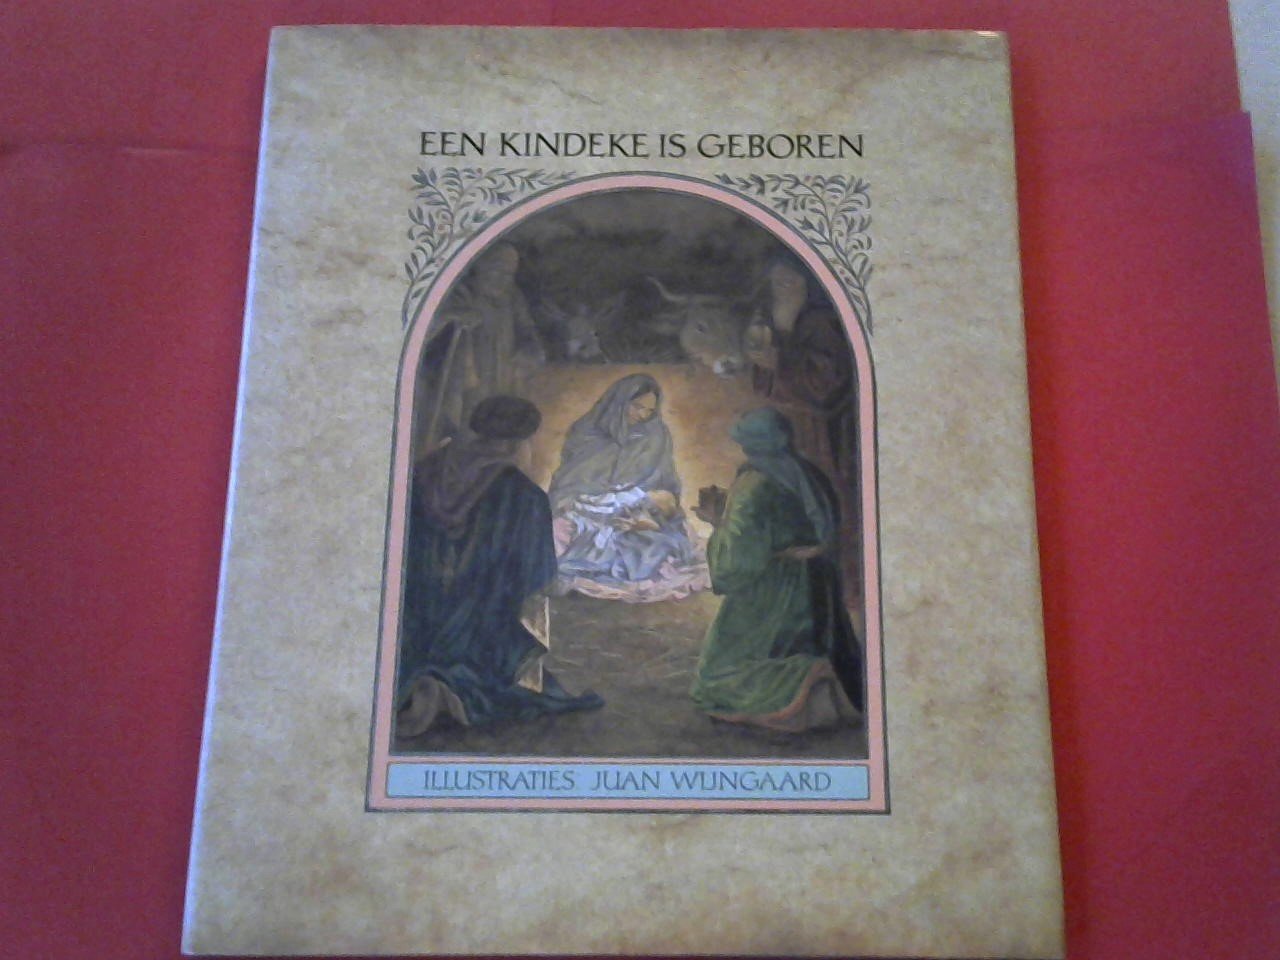 EEN KINDEKE IS GEBOREN
ILLUSTRATIES JUAN WIJNGAARD